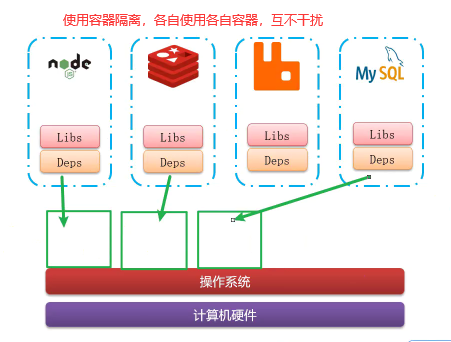 使用容器隔离，各自使用各自容器，互不干扰
node
JS
MySQL
Libs
Deps
Libs
Deps
Libs
Deps
Libs
Deps
操作系统
计算机硬件